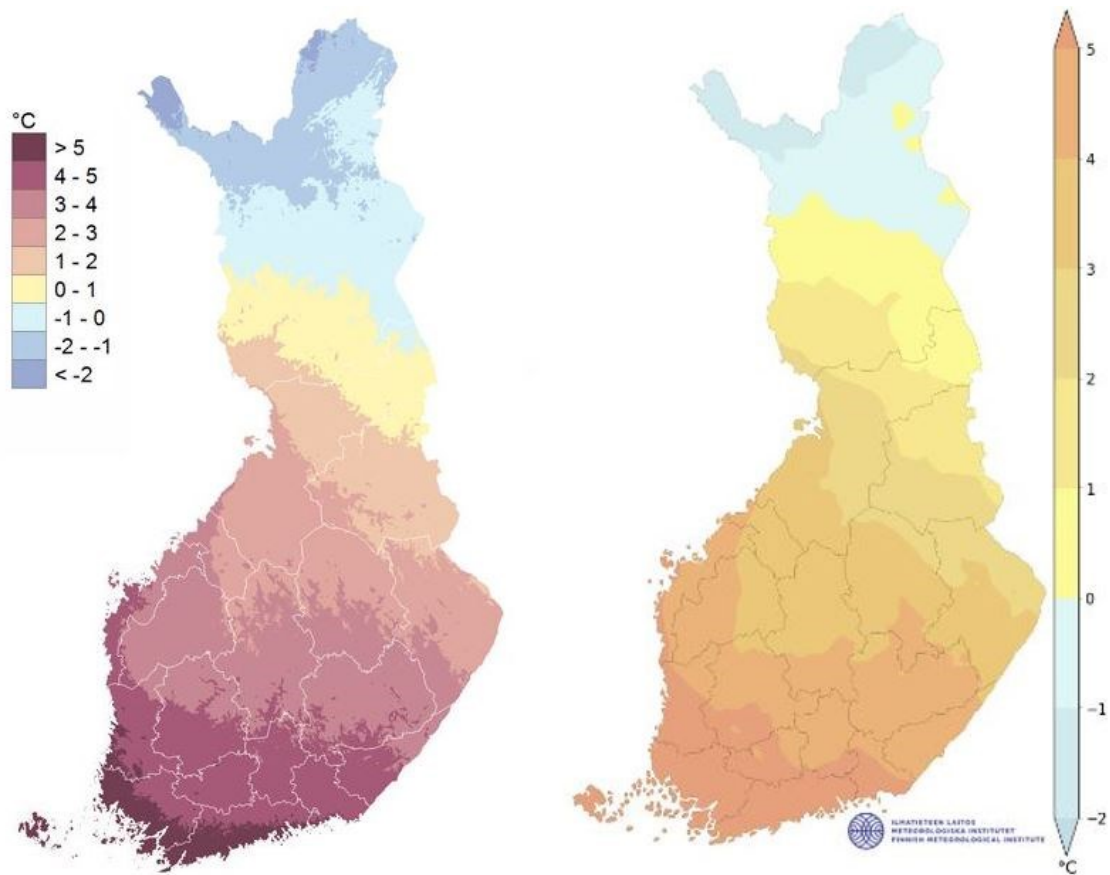 °C
> 5
4 - 5
3 - 4
2 - 3
1 - 2
0 - 1
-1 - 0
-2 - -1
< -2
5
4
3
2
1
0
-1
-2
°C
ILMATIETEEN LAITOS
METEOROLOGISKA INSTITUTET
FINNISH METEOROLOGICAL INSTITUTE